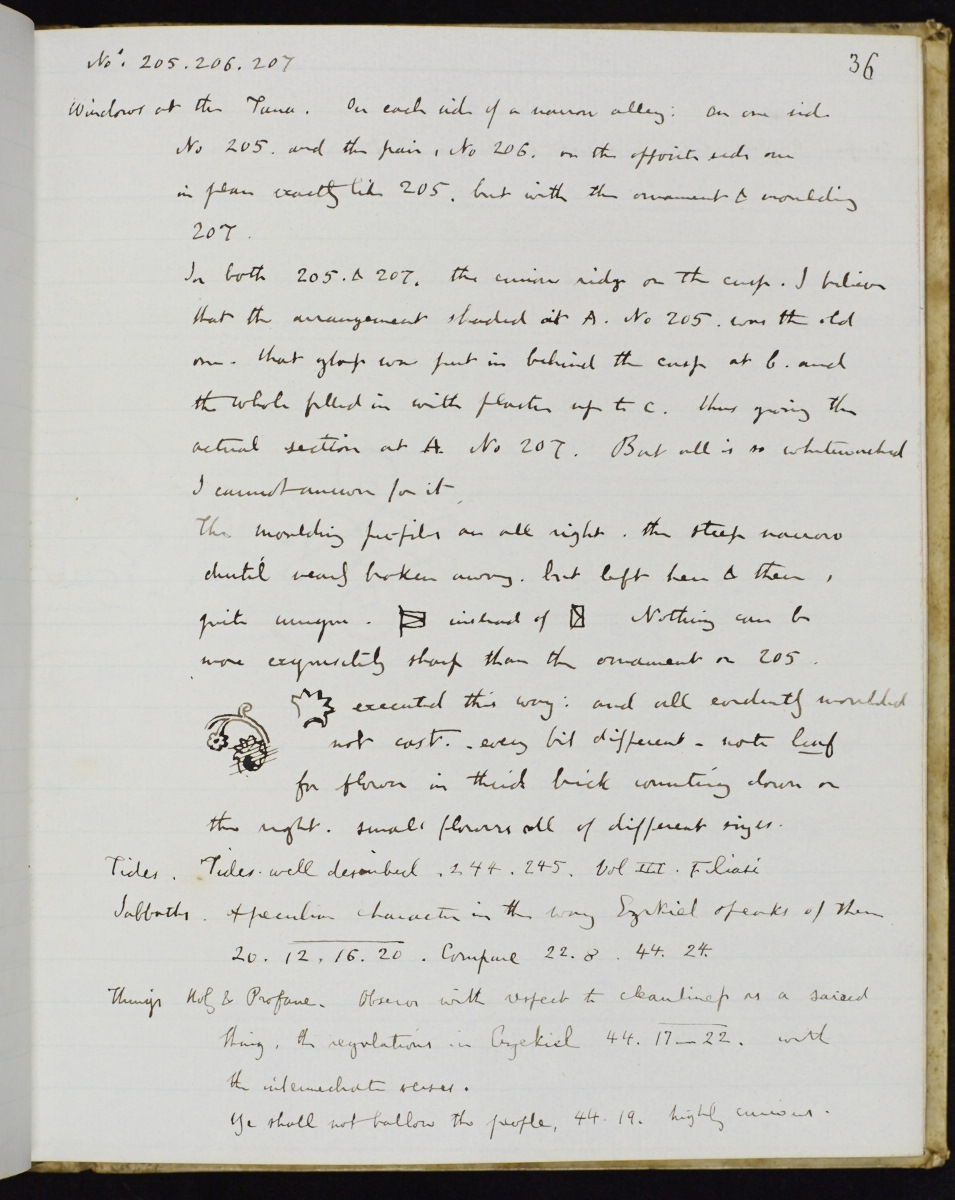 No. 205. 206. 207
36
Windows at the Tana. On each side of a narrow alley: on one side
No 205. and the pair, No 206. on the opposite side one
in plan exactly like 205. but with the ornament & moulding
207.
In both 205. & 207. the ridge on the cusp. I believe
that the arrangement shaded at A. No 205. was the old
one. that glass was put in behind the cusp at b. and
the whole filled in with plaster up to c. thus giving the
actual section at A. No 207. But all is so whitewashed
I cannot answer for it
The moulding profiles are all right. the steep narrow
dentil nearly broken away. but left here & there,
quite unique. instead of Nothing can be
more exquisitely sharp than the ornament on 205.
executed this way: and all evidently moulded
not cast. - every bit different - note leaf
for flower in third brick counting down on
the right. small flowers all of different sizes.
Tides. Tides well described. 244. 245. Vol III. Filiasi
Sabbaths. A peculiar character in the way Ezekiel speaks of them
20. 12. 16. 20. Compare 22. 8. 44. 24.
Things Holy & Profane. Observe with respect to cleanliness as a sacred
thing, the regulations in Ezekiel 44. 17-22. with
the intermediate verses.
Ye shall not hallow the people, 44. 19. highly curious.